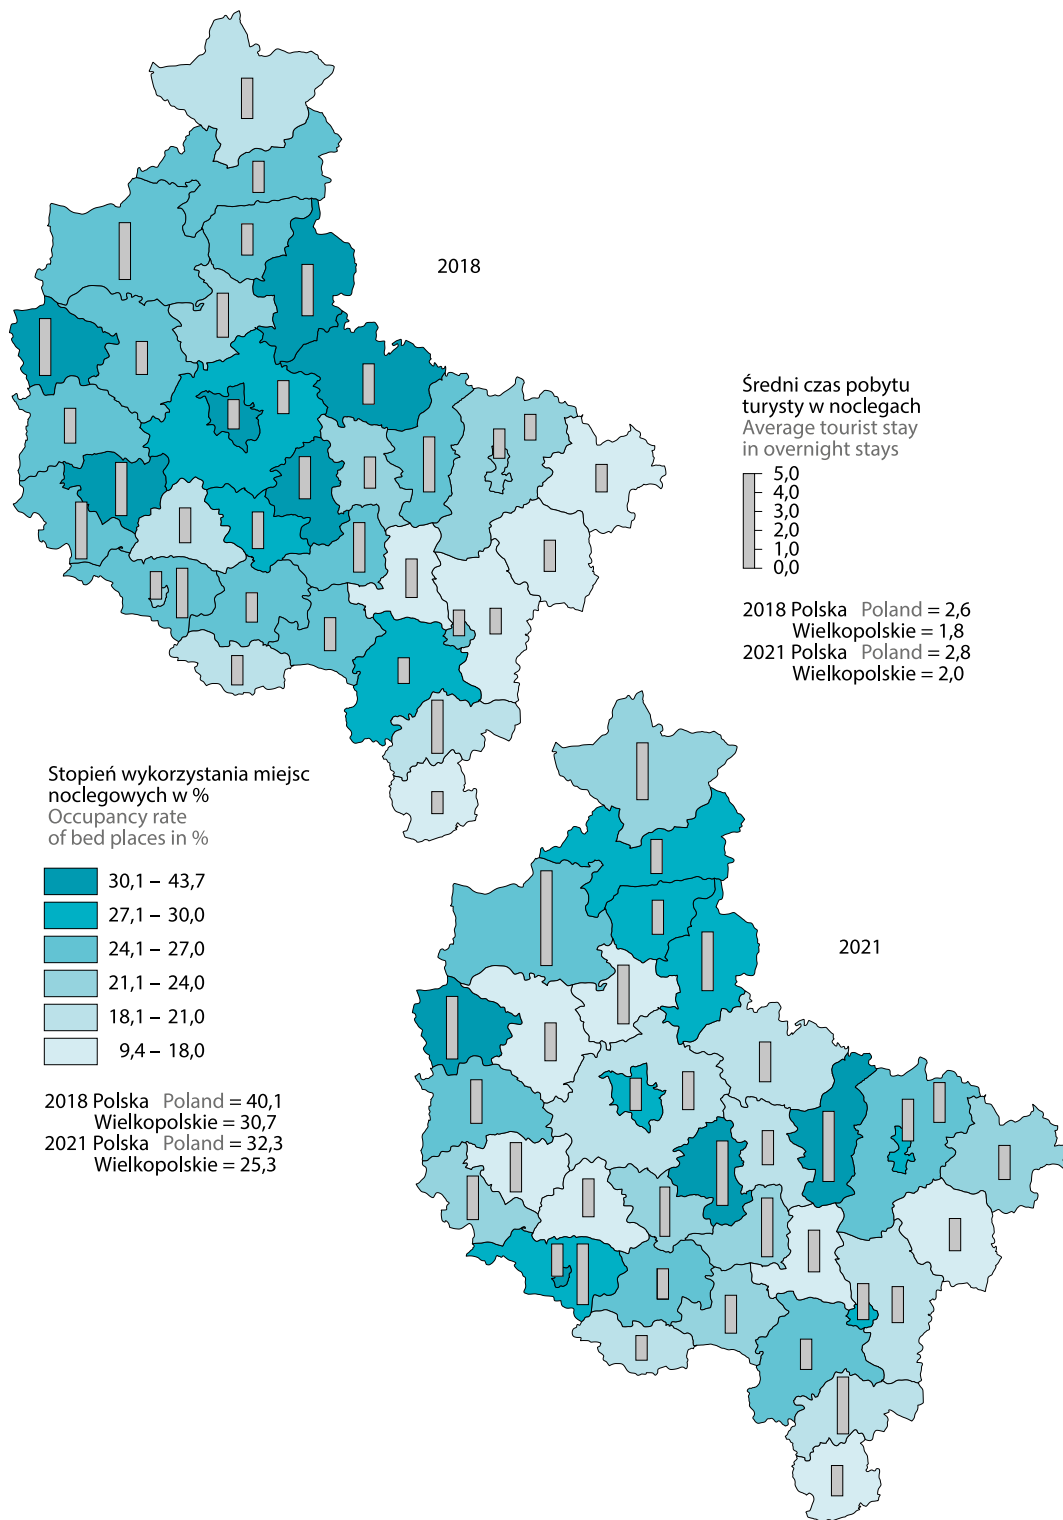 2018
Średni czas pobytu
turysty w noclegach
Average tourist stay
in overnight stays
5,0
4,0
3,0
2,0
1,0
0,0
2018 Polska Poland = 2,6
Wielkopolskie = 1,8
2021 Polska Poland = 2,8
Wielkopolskie = 2,0
Stopień wykorzystania miejsc
noclegowych w %
Occupancy rate
of bed places in %
30,1 – 43,7
27,1 – 30,0
24,1 – 27,0
21,1 – 24,0
18,1 – 21,0
9,4 – 18,0
2018 Polska Poland = 40,1
Wielkopolskie = 30,7
2021 Polska Poland = 32,3
Wielkopolskie = 25,3
2021